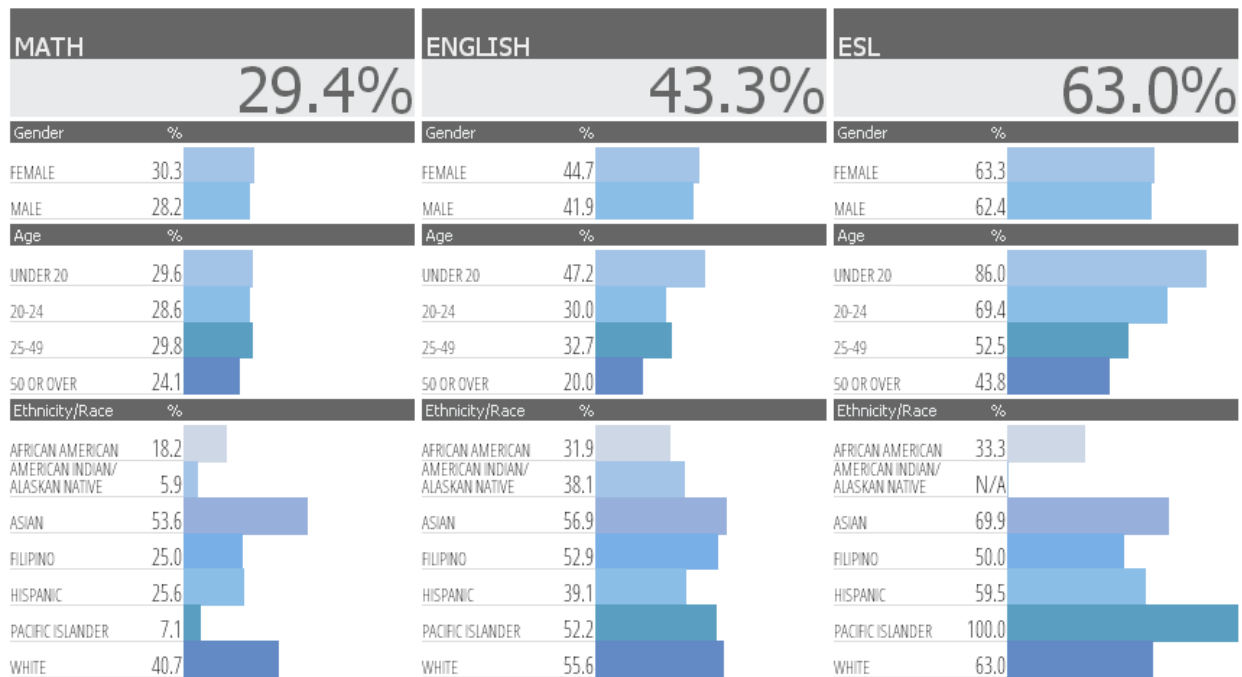 MATH ENGLISH ESL
29.4% 43.3% 63.0%
Gender % Gender % Gender %
FEMALE 30.3 FEMALE 44.7 FEMALE 63.3
MALE 28.2 MALE 41.9 MALE 62.4
Age % Age % Age %
UNDER 20 29.6 UNDER 20 47.2 UNDER 20 86.0
20-24 28.6 20-24 30.0 20-24 69.4
25-49 29.8 25-49 32.7 25-49 52.5
50 OR OVER 24.1 50 OR OVER 20.0 50 OR OVER 43.8
Ethnicity/Race % Ethnicity/Race % Ethnicity/Race %
AFRICAN AMERICAN 18.2 AFRICAN AMERICAN 31.9 AFRICAN AMERICAN 33.3
AMERICAN INDIAN/ AMERICAN INDIAN/ AMERICAN INDIAN/
ALASKAN NATIVE 5.9 ALASKAN NATIVE 38.1 ALASKAN NATIVE N/A
ASIAN 53.6 ASIAN 56.9 ASIAN 69.9
FILIPINO 25.0 FILIPINO 52.9 FILIPINO 50.0
HISPANIC 25.6 HISPANIC 39.1 HISPANIC 59.5
PACIFIC ISLANDER 7.1 PACIFIC ISLANDER 52.2 PACIFIC ISLANDER 100.0
WHITE 40.7 WHITE 55.6 WHITE 63.0